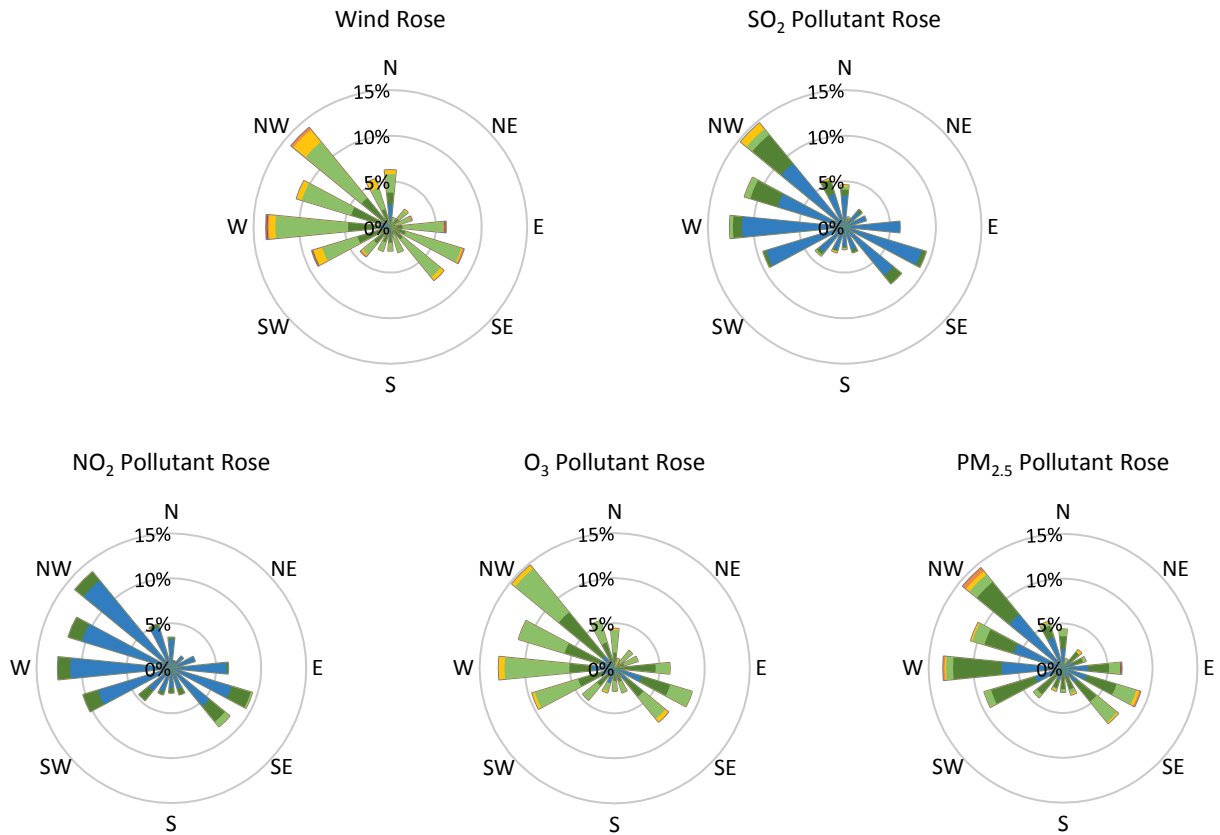 Wind Rose
N
15%
NW
NE
10%
5%
W
0%
E
SW
SE
S
SO₂ Pollutant Rose
N
15%
NW
NE
10%
5%
W
0%
E
SW
SE
S
NO₂ Pollutant Rose
N
15%
NW
NE
10%
5%
W
0%
E
SW
SE
S
O₃ Pollutant Rose
N
15%
NW
NE
10%
5%
W
0%
E
SW
SE
S
PM₂.₅ Pollutant Rose
N
15%
NW
NE
10%
5%
W
0%
E
SW
SE
S